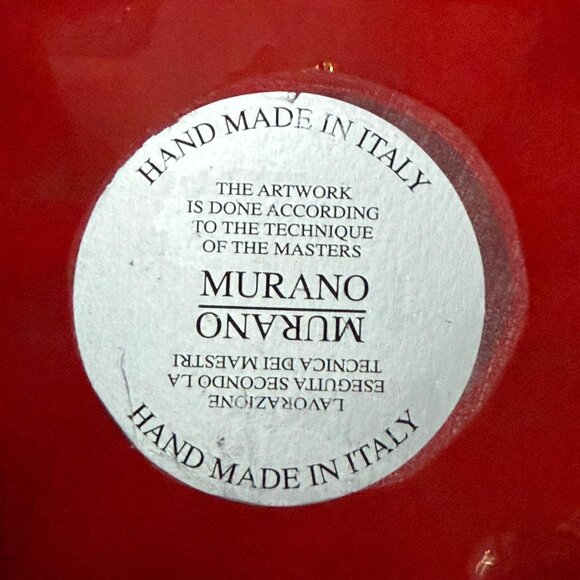 HAND MADE IN ITALY
THE ARTWORK
IS DONE ACCORDING
TO THE TECHNIQUE
OF THE MASTERS
MURANO
MURANO
LAVORAZIONE
ESEGUITA SECONDO LA
TECNICA DEI MAESTRI
HAND MADE IN ITALY